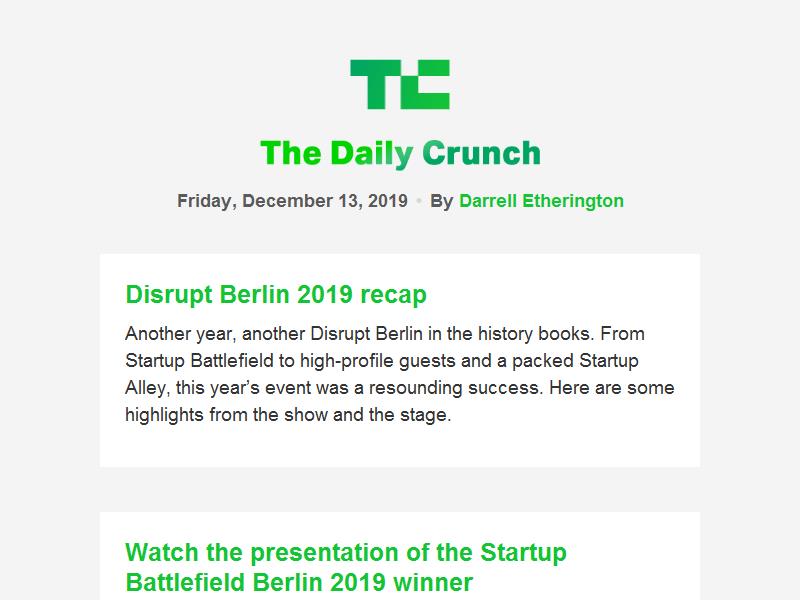 TC
The Daily Crunch
Friday, December 13, 2019 • By Darrell Etherington
Disrupt Berlin 2019 recap
Another year, another Disrupt Berlin in the history books. From
Startup Battlefield to high-profile guests and a packed Startup
Alley, this year’s event was a resounding success. Here are some
highlights from the show and the stage.
Watch the presentation of the Startup
Battlefield Berlin 2019 winner